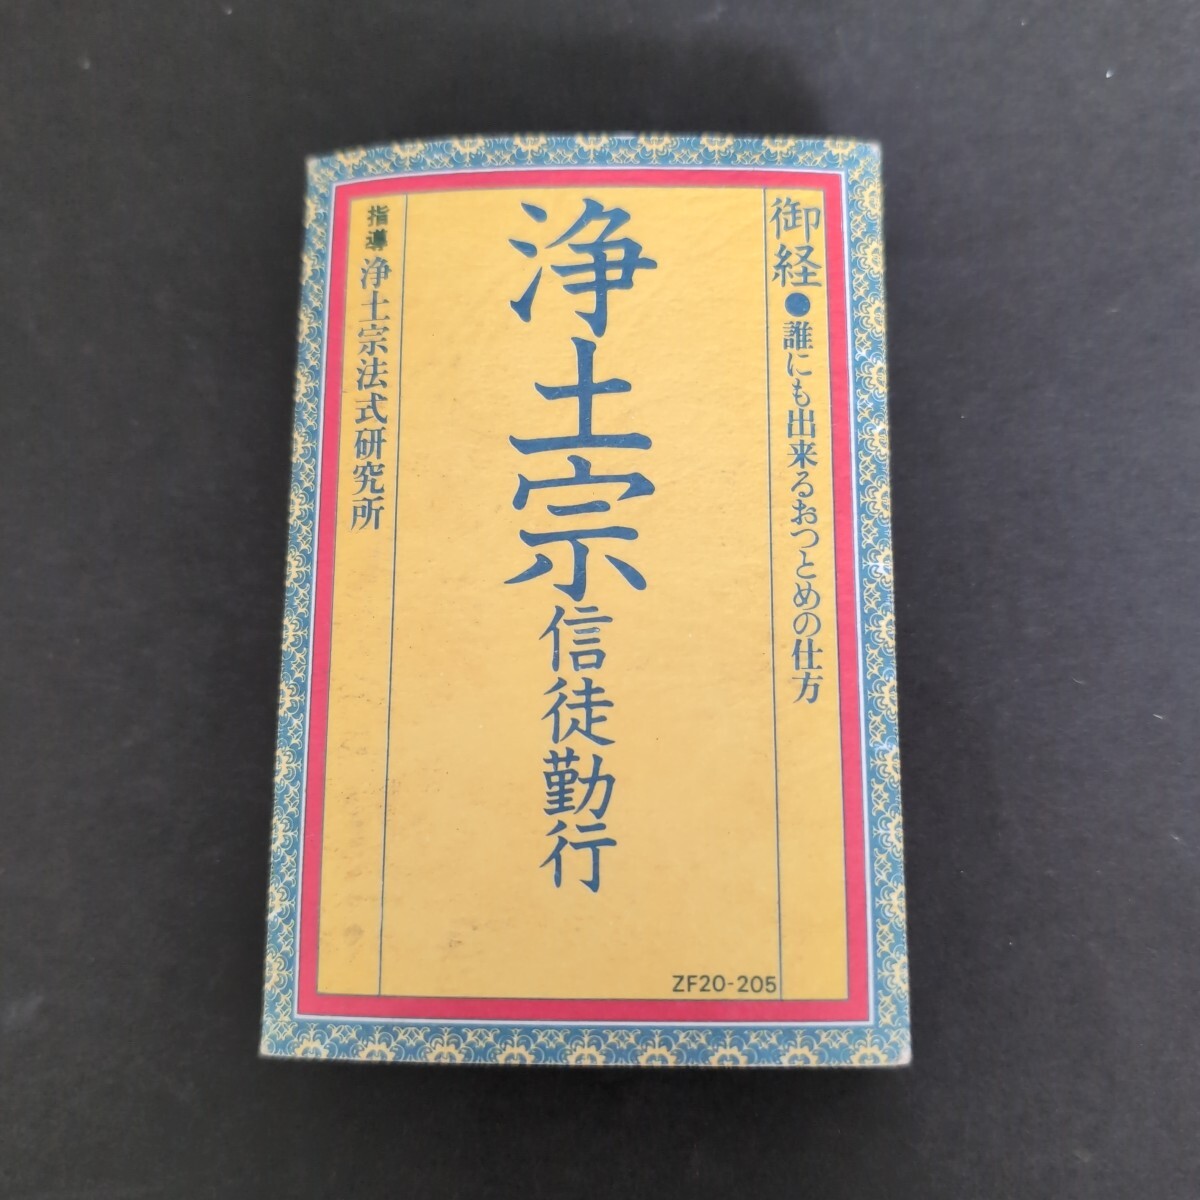 御経●誰にも出来るおつとめの仕方
浄土宗信徒勤行
指導 浄土宗法式研究所
ZF20-205